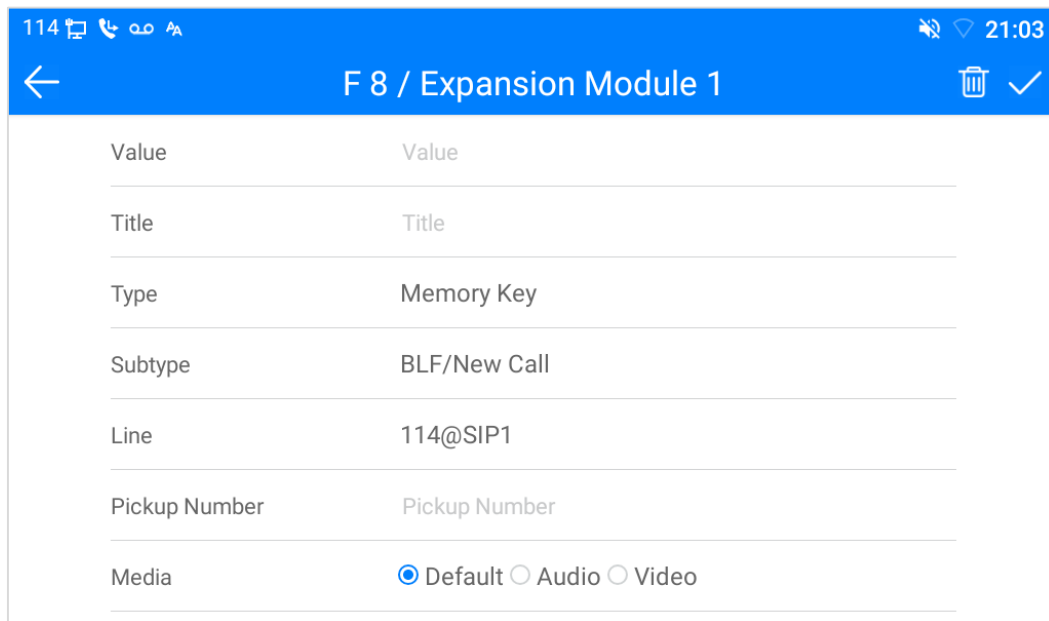 114 21:03
F 8 / Expansion Module 1
Value Value
Title Title
Type Memory Key
Subtype BLF/New Call
Line 114@SIP1
Pickup Number Pickup Number
Media Default Audio Video